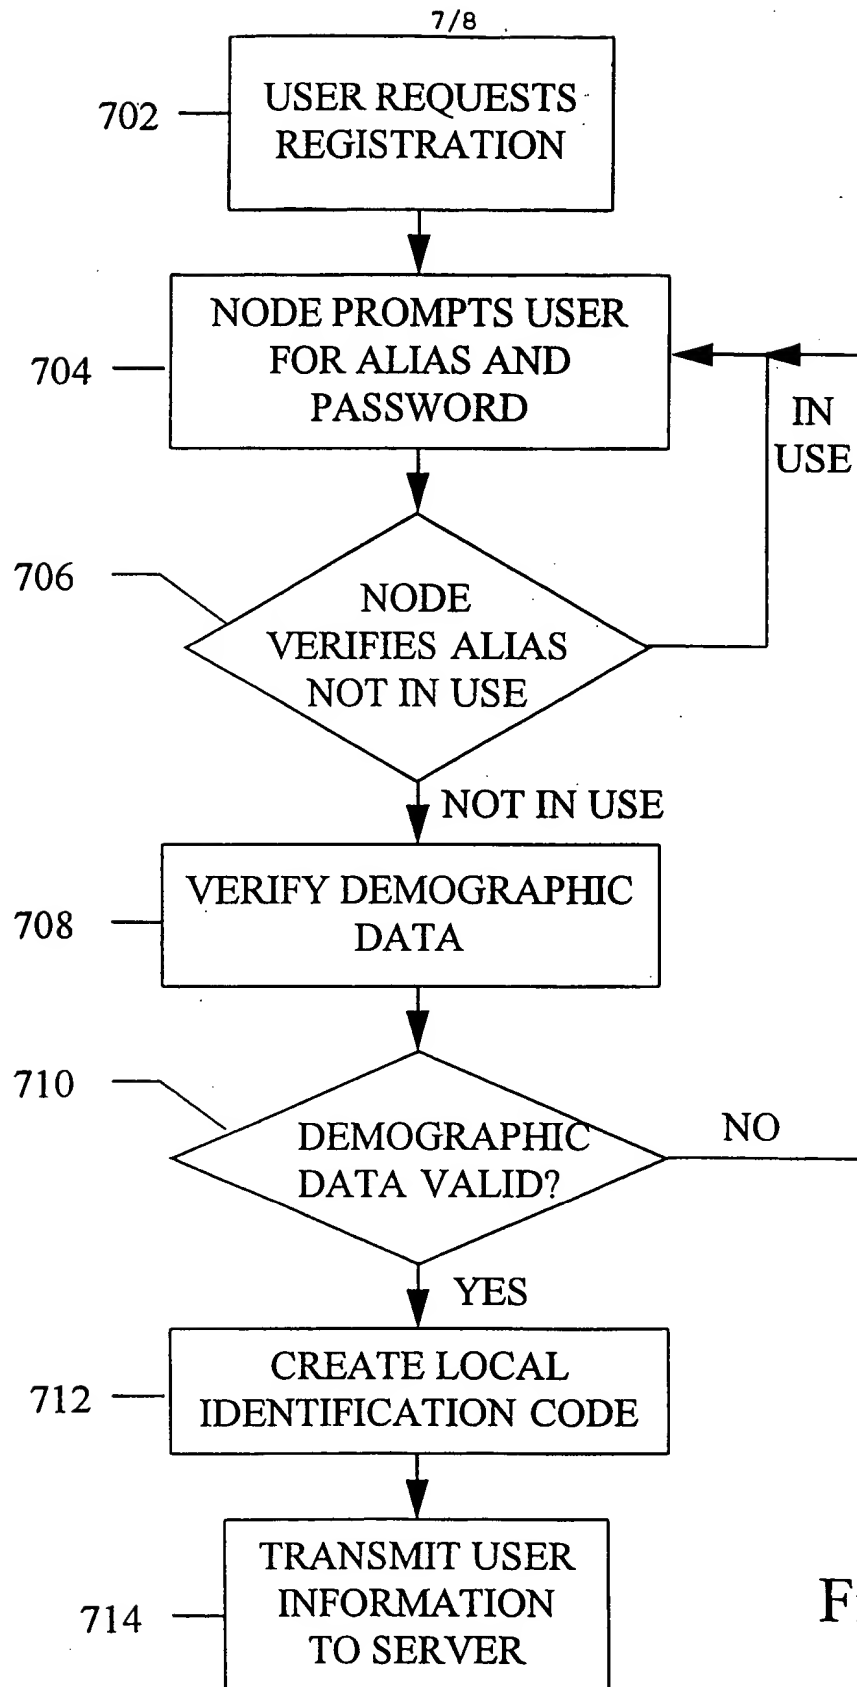 7/8
702
USER REQUESTS
REGISTRATION
704
NODE PROMPTS USER
FOR ALIAS AND
PASSWORD
IN
USE
706
NODE
VERIFIES ALIAS
NOT IN USE
NOT IN USE
708
VERIFY DEMOGRAPHIC
DATA
710
DEMOGRAPHIC
DATA VALID?
NO
YES
712
CREATE LOCAL
IDENTIFICATION CODE
714
TRANSMIT USER
INFORMATION
TO SERVER